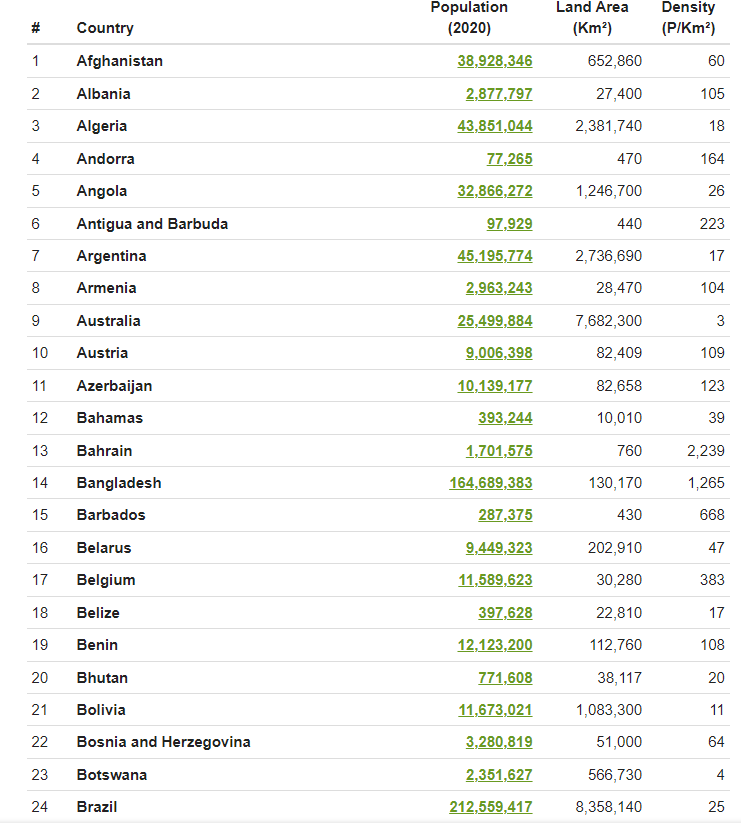 # Country Population (2020) Land Area (Km²) Density (P/Km²)
1 Afghanistan 38,928,346 652,860 60
2 Albania 2,877,797 27,400 105
3 Algeria 43,851,044 2,381,740 18
4 Andorra 77,265 470 164
5 Angola 32,866,272 1,246,700 26
6 Antigua and Barbuda 97,929 440 223
7 Argentina 45,195,774 2,736,690 17
8 Armenia 2,963,243 28,470 104
9 Australia 25,499,884 7,682,300 3
10 Austria 9,006,398 82,409 109
11 Azerbaijan 10,139,177 82,658 123
12 Bahamas 393,244 10,010 39
13 Bahrain 1,701,575 760 2,239
14 Bangladesh 164,689,383 130,170 1,265
15 Barbados 287,375 430 668
16 Belarus 9,449,323 202,910 47
17 Belgium 11,589,623 30,280 383
18 Belize 397,628 22,810 17
19 Benin 12,123,200 112,760 108
20 Bhutan 771,608 38,117 20
21 Bolivia 11,673,021 1,083,300 11
22 Bosnia and Herzegovina 3,280,819 51,000 64
23 Botswana 2,351,627 566,730 4
24 Brazil 212,559,417 8,358,140 25